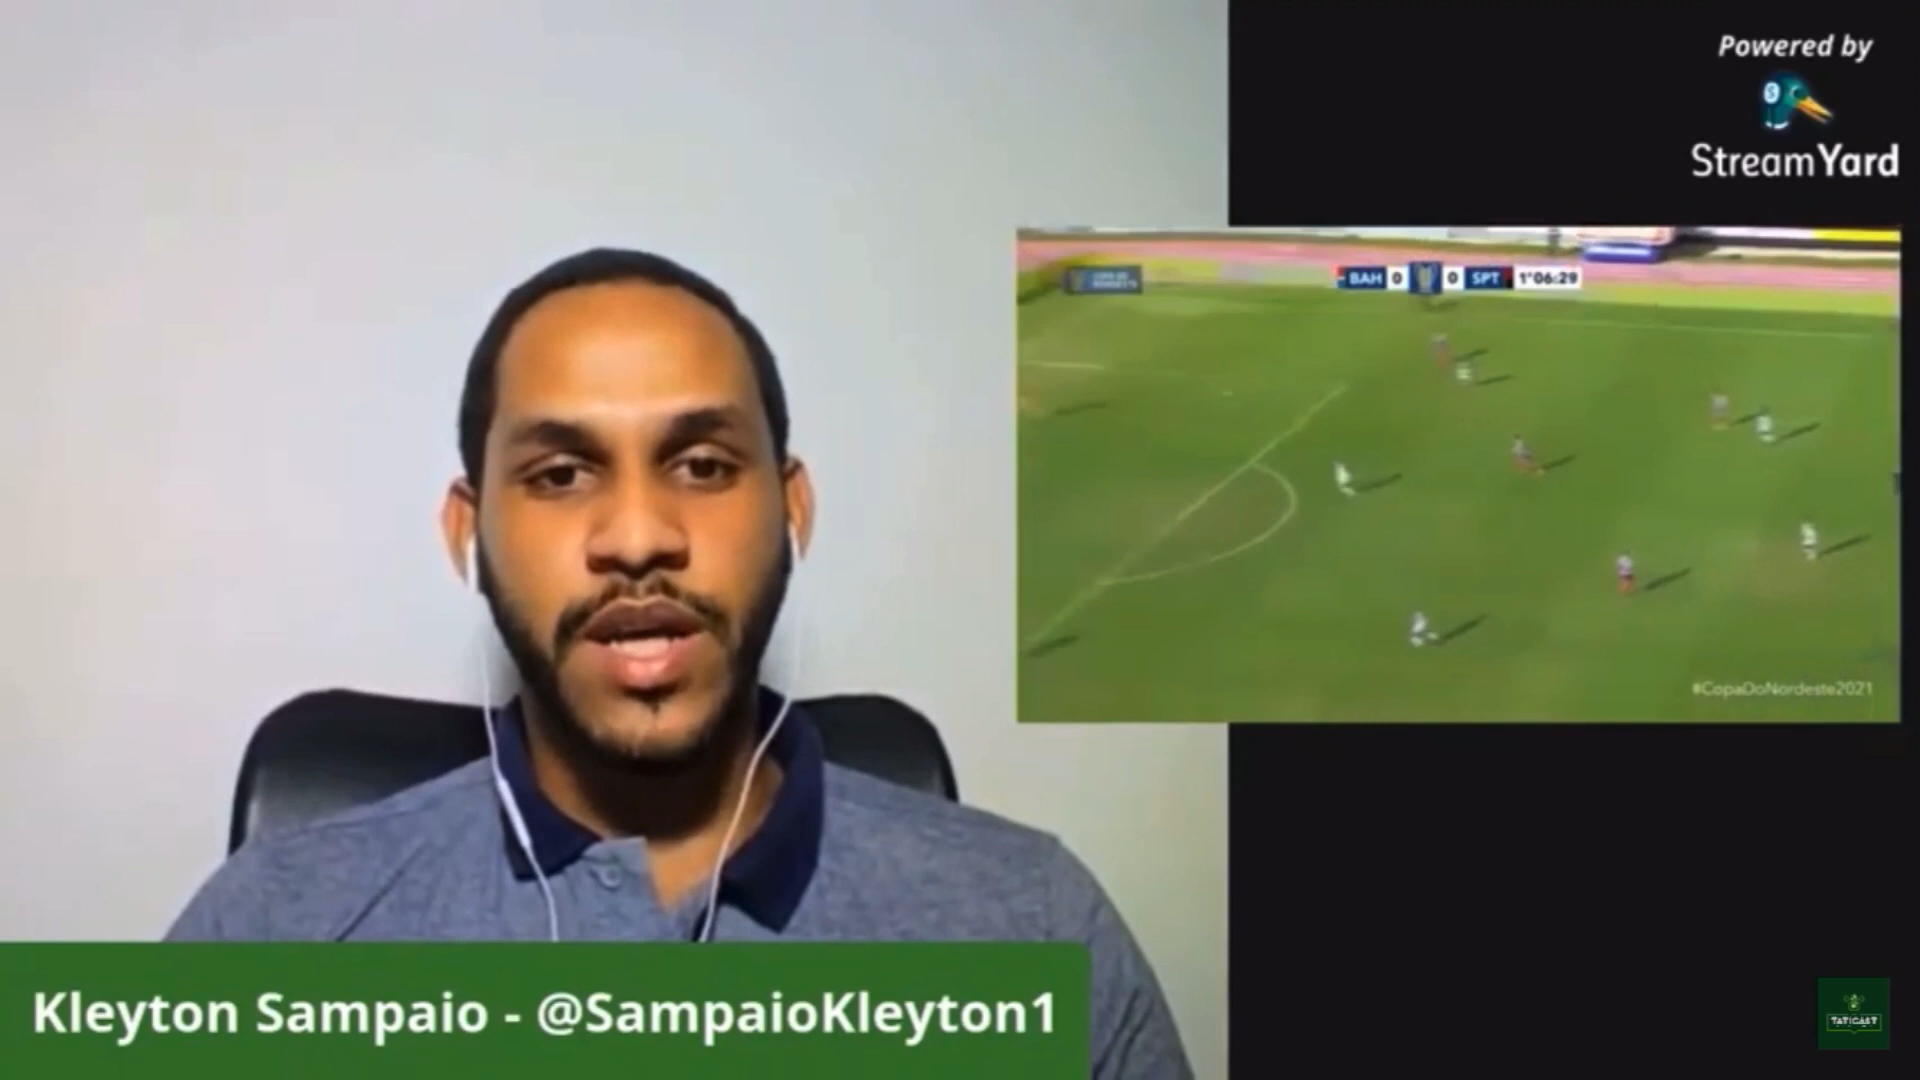 Powered by
StreamYard
BAH 0 0 SPT 1°06:29
#CopaDoNordeste2021
Kleyton Sampaio - @SampaioKleyton1
TATICAST